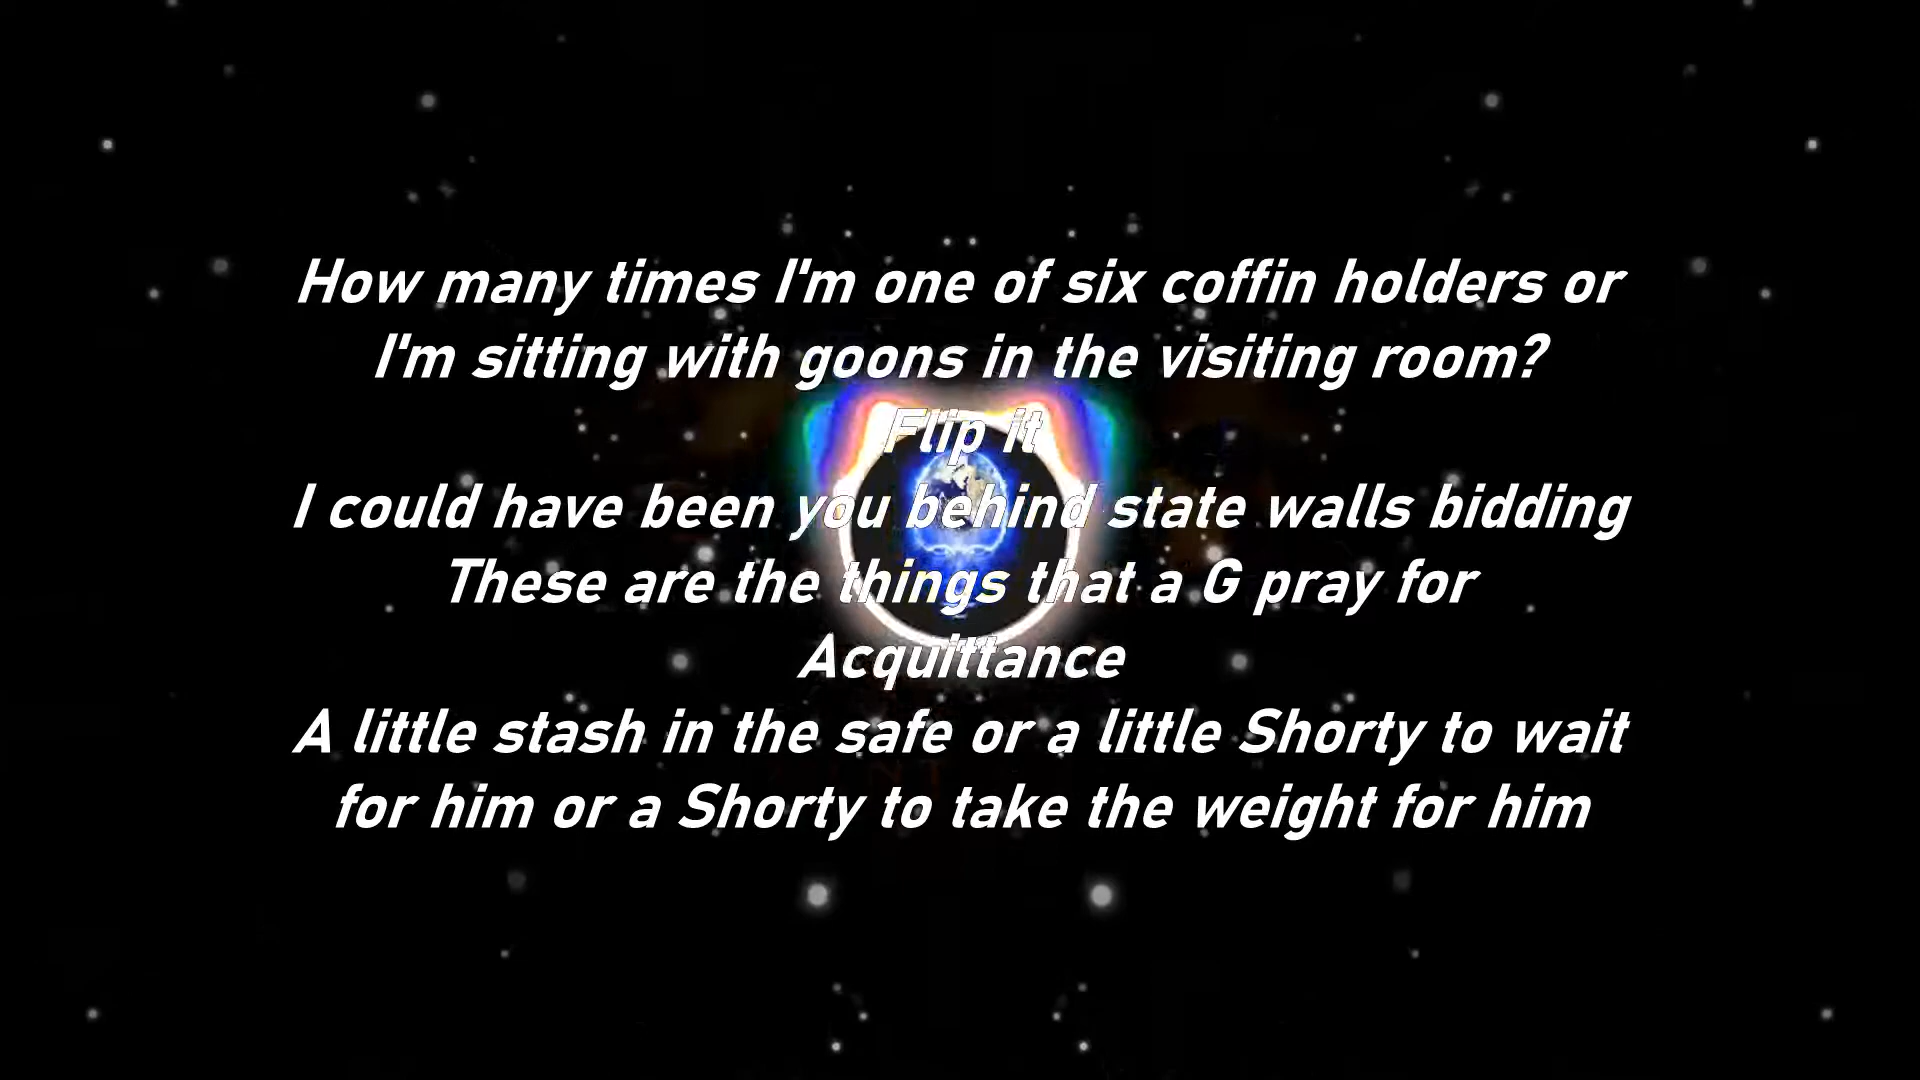 How many times I'm one of six coffin holders or
I'm sitting with goons in the visiting room?
Flip it
I could have been you behind state walls bidding
These are the things that a G pray for
Acquittance
A little stash in the safe or a little Shorty to wait
for him or a Shorty to take the weight for him